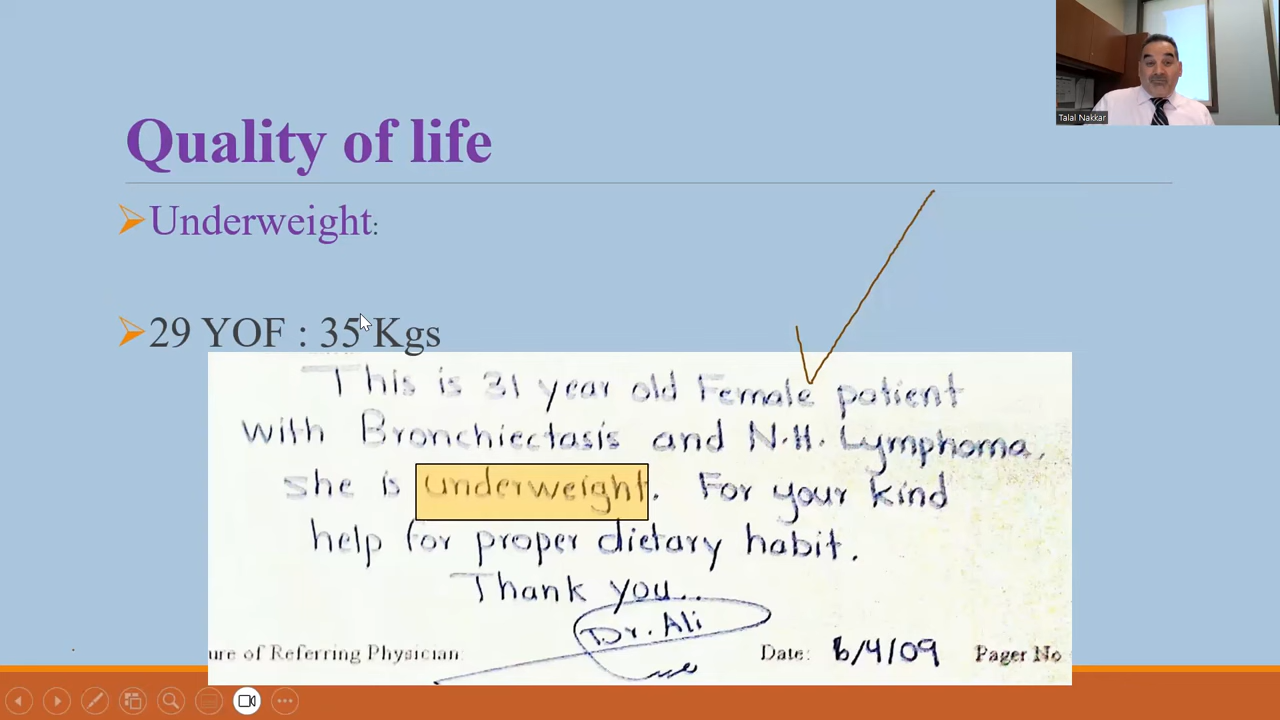 Talal Nakkar
Quality of life
Underweight:
29 YOF : 35 Kgs
This is 31 year old Female patient
with Bronchiectasis and N.H. Lymphoma,
she is underweight. For your kind
help for proper dietary habit.
Thank you..
Dr. Ali
ure of Referring Physician:
Date: 6/4/09 Pager No